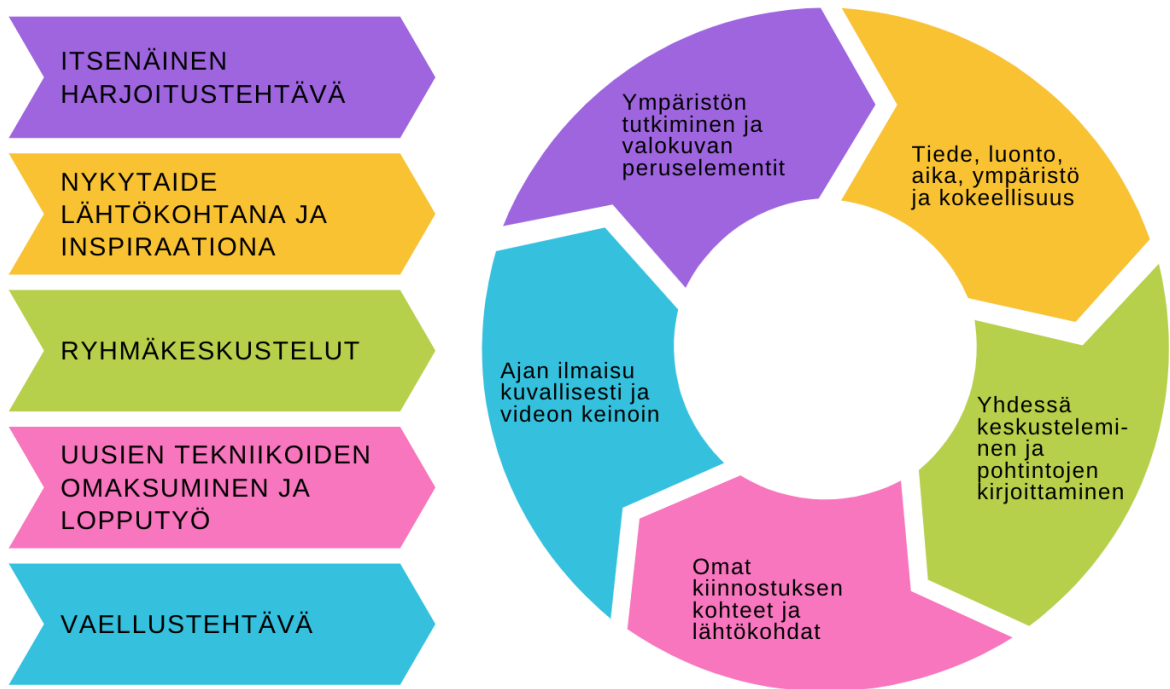 ITSENÄINEN
HARJOITUSTEHTÄVÄ
NYKYTAIDE
LÄHTÖKOHTANA JA
INSPIRAATIONA
RYHMÄKESKUSTELUT
UUSIEN TEKNIIKOIDEN
OMAKSUMINEN JA
LOPPUTYÖ
VAELLUSTEHTÄVÄ
Ympäristön
tutkiminen ja
valokuvan
peruselementit
Tiede, luonto,
aika, ympäristö
ja kokeellisuus
Yhdessä
keskustelemi-
nen ja
pohtintojen
kirjoittaminen
Omat
kiinnostuksen
kohteet ja
lähtökohdat
Ajan ilmaisu
kuvallisesti ja
videon keinoin